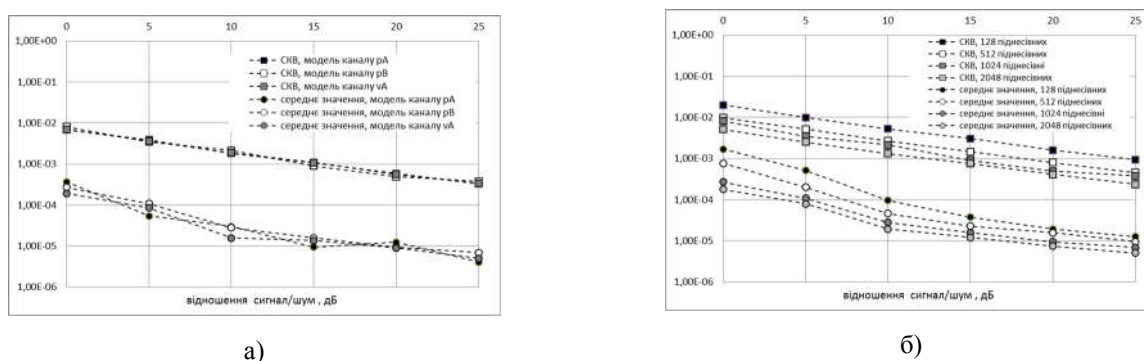 0 5 10 15 20 25
1,00E+00
СКВ, модель каналу pA
СКВ, модель каналу pB
1,00E-01
СКВ, модель каналу vA
середнє значення, модель каналу pA
середнє значення, модель каналу pB
середнє значення, модель каналу vA
1,00E-02
1,00E-03
1,00E-04
1,00E-05
1,00E-06
відношення сигнал/шум , дБ
а)
0 5 10 15 20 25
1,00E+00
СКВ, 128 піднесівних
СКВ, 512 піднесівних
СКВ, 1024 піднесівні
СКВ, 2048 піднесівних
1,00E-01
середнє значення, 128 піднесівних
середнє значення, 512 піднесівних
середнє значення, 1024 піднесівні
середнє значення, 2048 піднесівних
1,00E-02
1,00E-03
1,00E-04
1,00E-05
1,00E-06
відношення сигнал/шум , дБ
б)